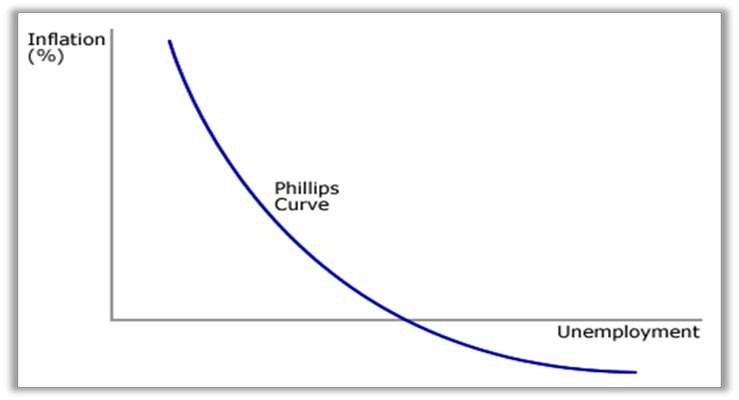 Inflation
(%)
Phillips
Curve
Unemployment